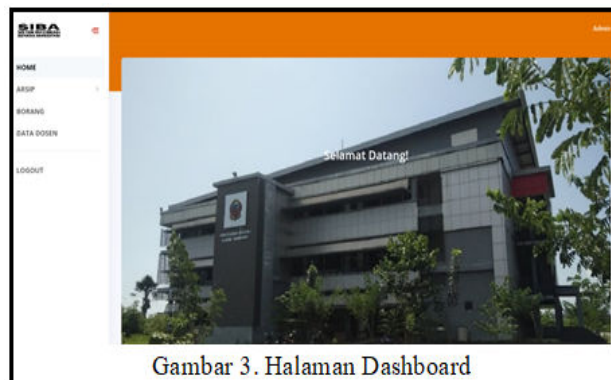 SIBA
HOME
ARSIP
BORANG
DATA DOSEN
LOGOUT
Selamat Datang!
Gambar 3. Halaman Dashboard